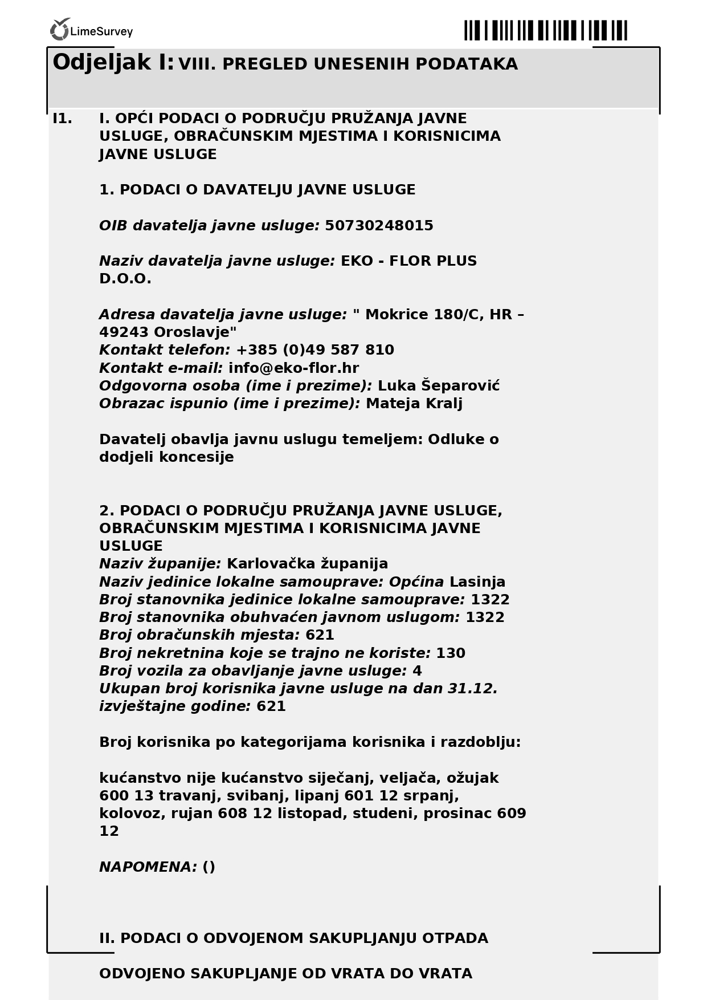 LimeSurvey
Odjeljak I: VIII. PREGLED UNESENIH PODATAKA
I1. I. OPĆI PODACI O PODRUČJU PRUŽANJA JAVNE
USLUGE, OBRAČUNSKIM MJESTIMA I KORISNICIMA
JAVNE USLUGE
1. PODACI O DAVATELJU JAVNE USLUGE
OIB davatelja javne usluge: 50730248015
Naziv davatelja javne usluge: EKO - FLOR PLUS
D.O.O.
Adresa davatelja javne usluge: " Mokrice 180/C, HR –
49243 Oroslavje"
Kontakt telefon: +385 (0)49 587 810
Kontakt e-mail: info@eko-flor.hr
Odgovorna osoba (ime i prezime): Luka Šeparović
Obrazac ispunio (ime i prezime): Mateja Kralj
Davatelj obavlja javnu uslugu temeljem: Odluke o
dodjeli koncesije
2. PODACI O PODRUČJU PRUŽANJA JAVNE USLUGE,
OBRAČUNSKIM MJESTIMA I KORISNICIMA JAVNE
USLUGE
Naziv županije: Karlovačka županija
Naziv jedinice lokalne samouprave: Općina Lasinja
Broj stanovnika jedinice lokalne samouprave: 1322
Broj stanovnika obuhvaćen javnom uslugom: 1322
Broj obračunskih mjesta: 621
Broj nekretnina koje se trajno ne koriste: 130
Broj vozila za obavljanje javne usluge: 4
Ukupan broj korisnika javne usluge na dan 31.12.
izvještajne godine: 621
Broj korisnika po kategorijama korisnika i razdoblju:
kućanstvo nije kućanstvo siječanj, veljača, ožujak
600 13 travanj, svibanj, lipanj 601 12 srpanj,
kolovoz, rujan 608 12 listopad, studeni, prosinac 609
12
NAPOMENA: ()
II. PODACI O ODVOJENOM SAKUPLJANJU OTPADA
ODVOJENO SAKUPLJANJE OD VRATA DO VRATA